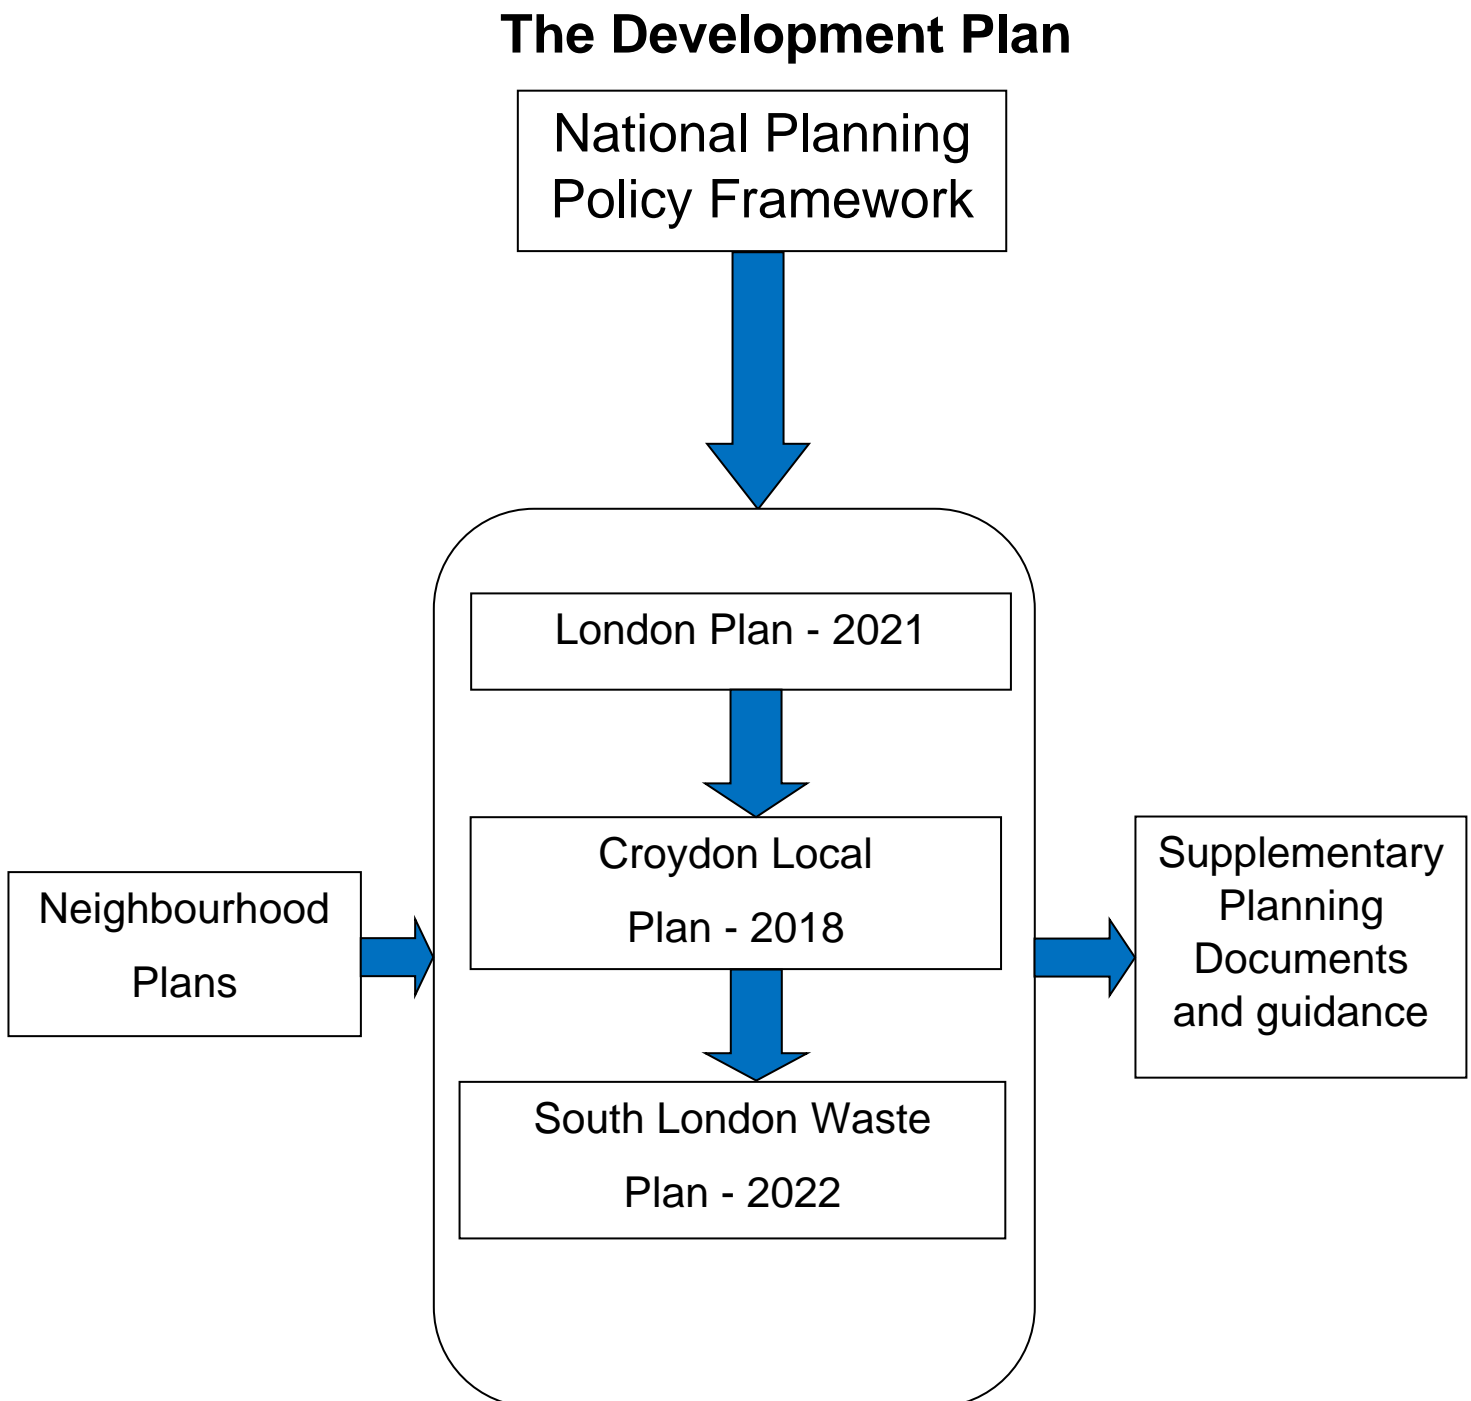 The Development Plan
National Planning
Policy Framework
London Plan - 2021
Croydon Local
Plan - 2018
South London Waste
Plan - 2022
Neighbourhood
Plans
Supplementary
Planning
Documents
and guidance